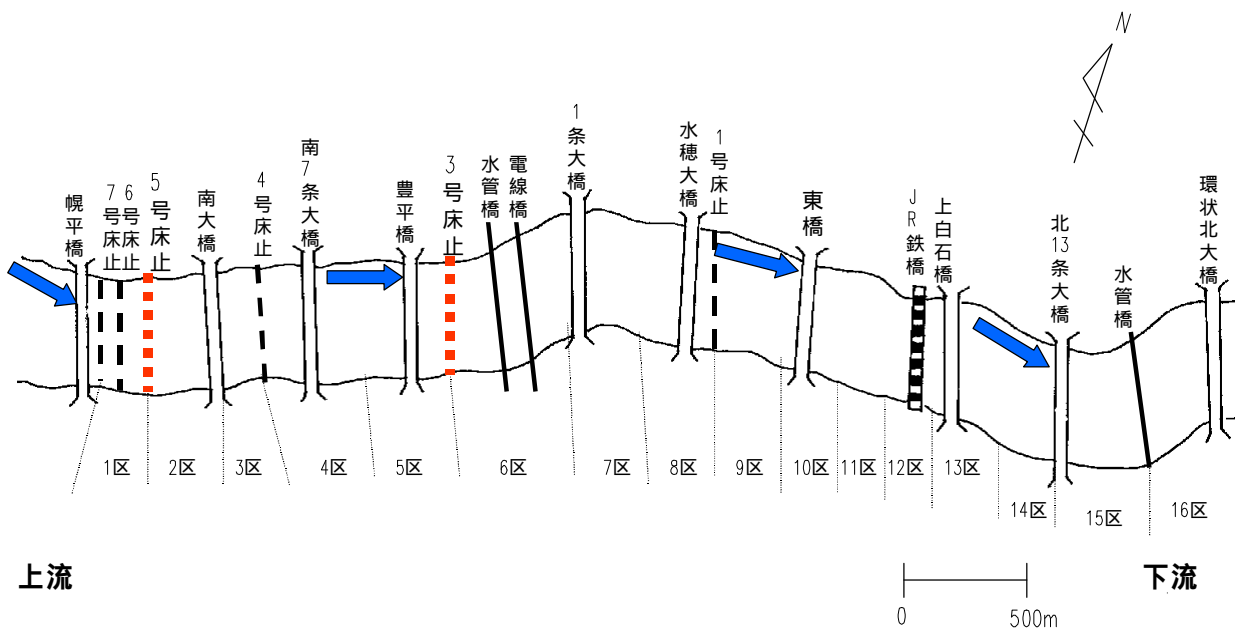 N
幌平橋
7号床止
6号床止
5号床止
南大橋
4号床止
南7条大橋
豊平橋
3号床止
水管橋
電線橋
1条大橋
水穂大橋
1号床止
東橋
JR鉄橋
上白石橋
北13条大橋
水管橋
環状北大橋
1区
2区
3区
4区
5区
6区
7区
8区
9区
10区
11区
12区
13区
14区
15区
16区
上流
下流
0
500m